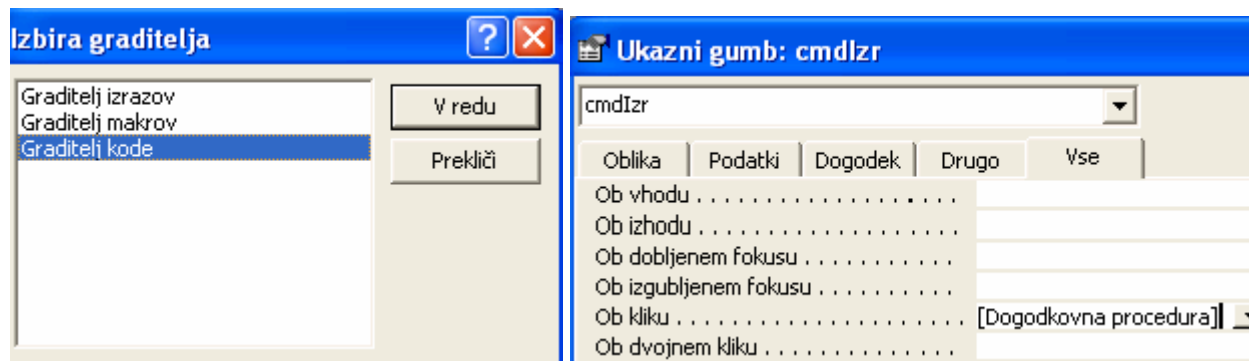 Izbira graditelja
Graditelj izrazov
Graditelj makrov
Graditelj kode
V redu
Prekliči
Ukazni gumb: cmdIzr
cmdIzr
Oblika Podatki Dogodek Drugo Vse
Ob vhodu . . . . . . . . . . . . . . . . . . .
Ob izhodu . . . . . . . . . . . . . . . . . . .
Ob dobljenem fokusu . . . . . . . . . . .
Ob izgubljenem fokusu . . . . . . . . . .
Ob kliku . . . . . . . . . . . . . . . . . . . . . [Dogodkovna procedura]
Ob dvojnem kliku . . . . . . . . . . . . . .